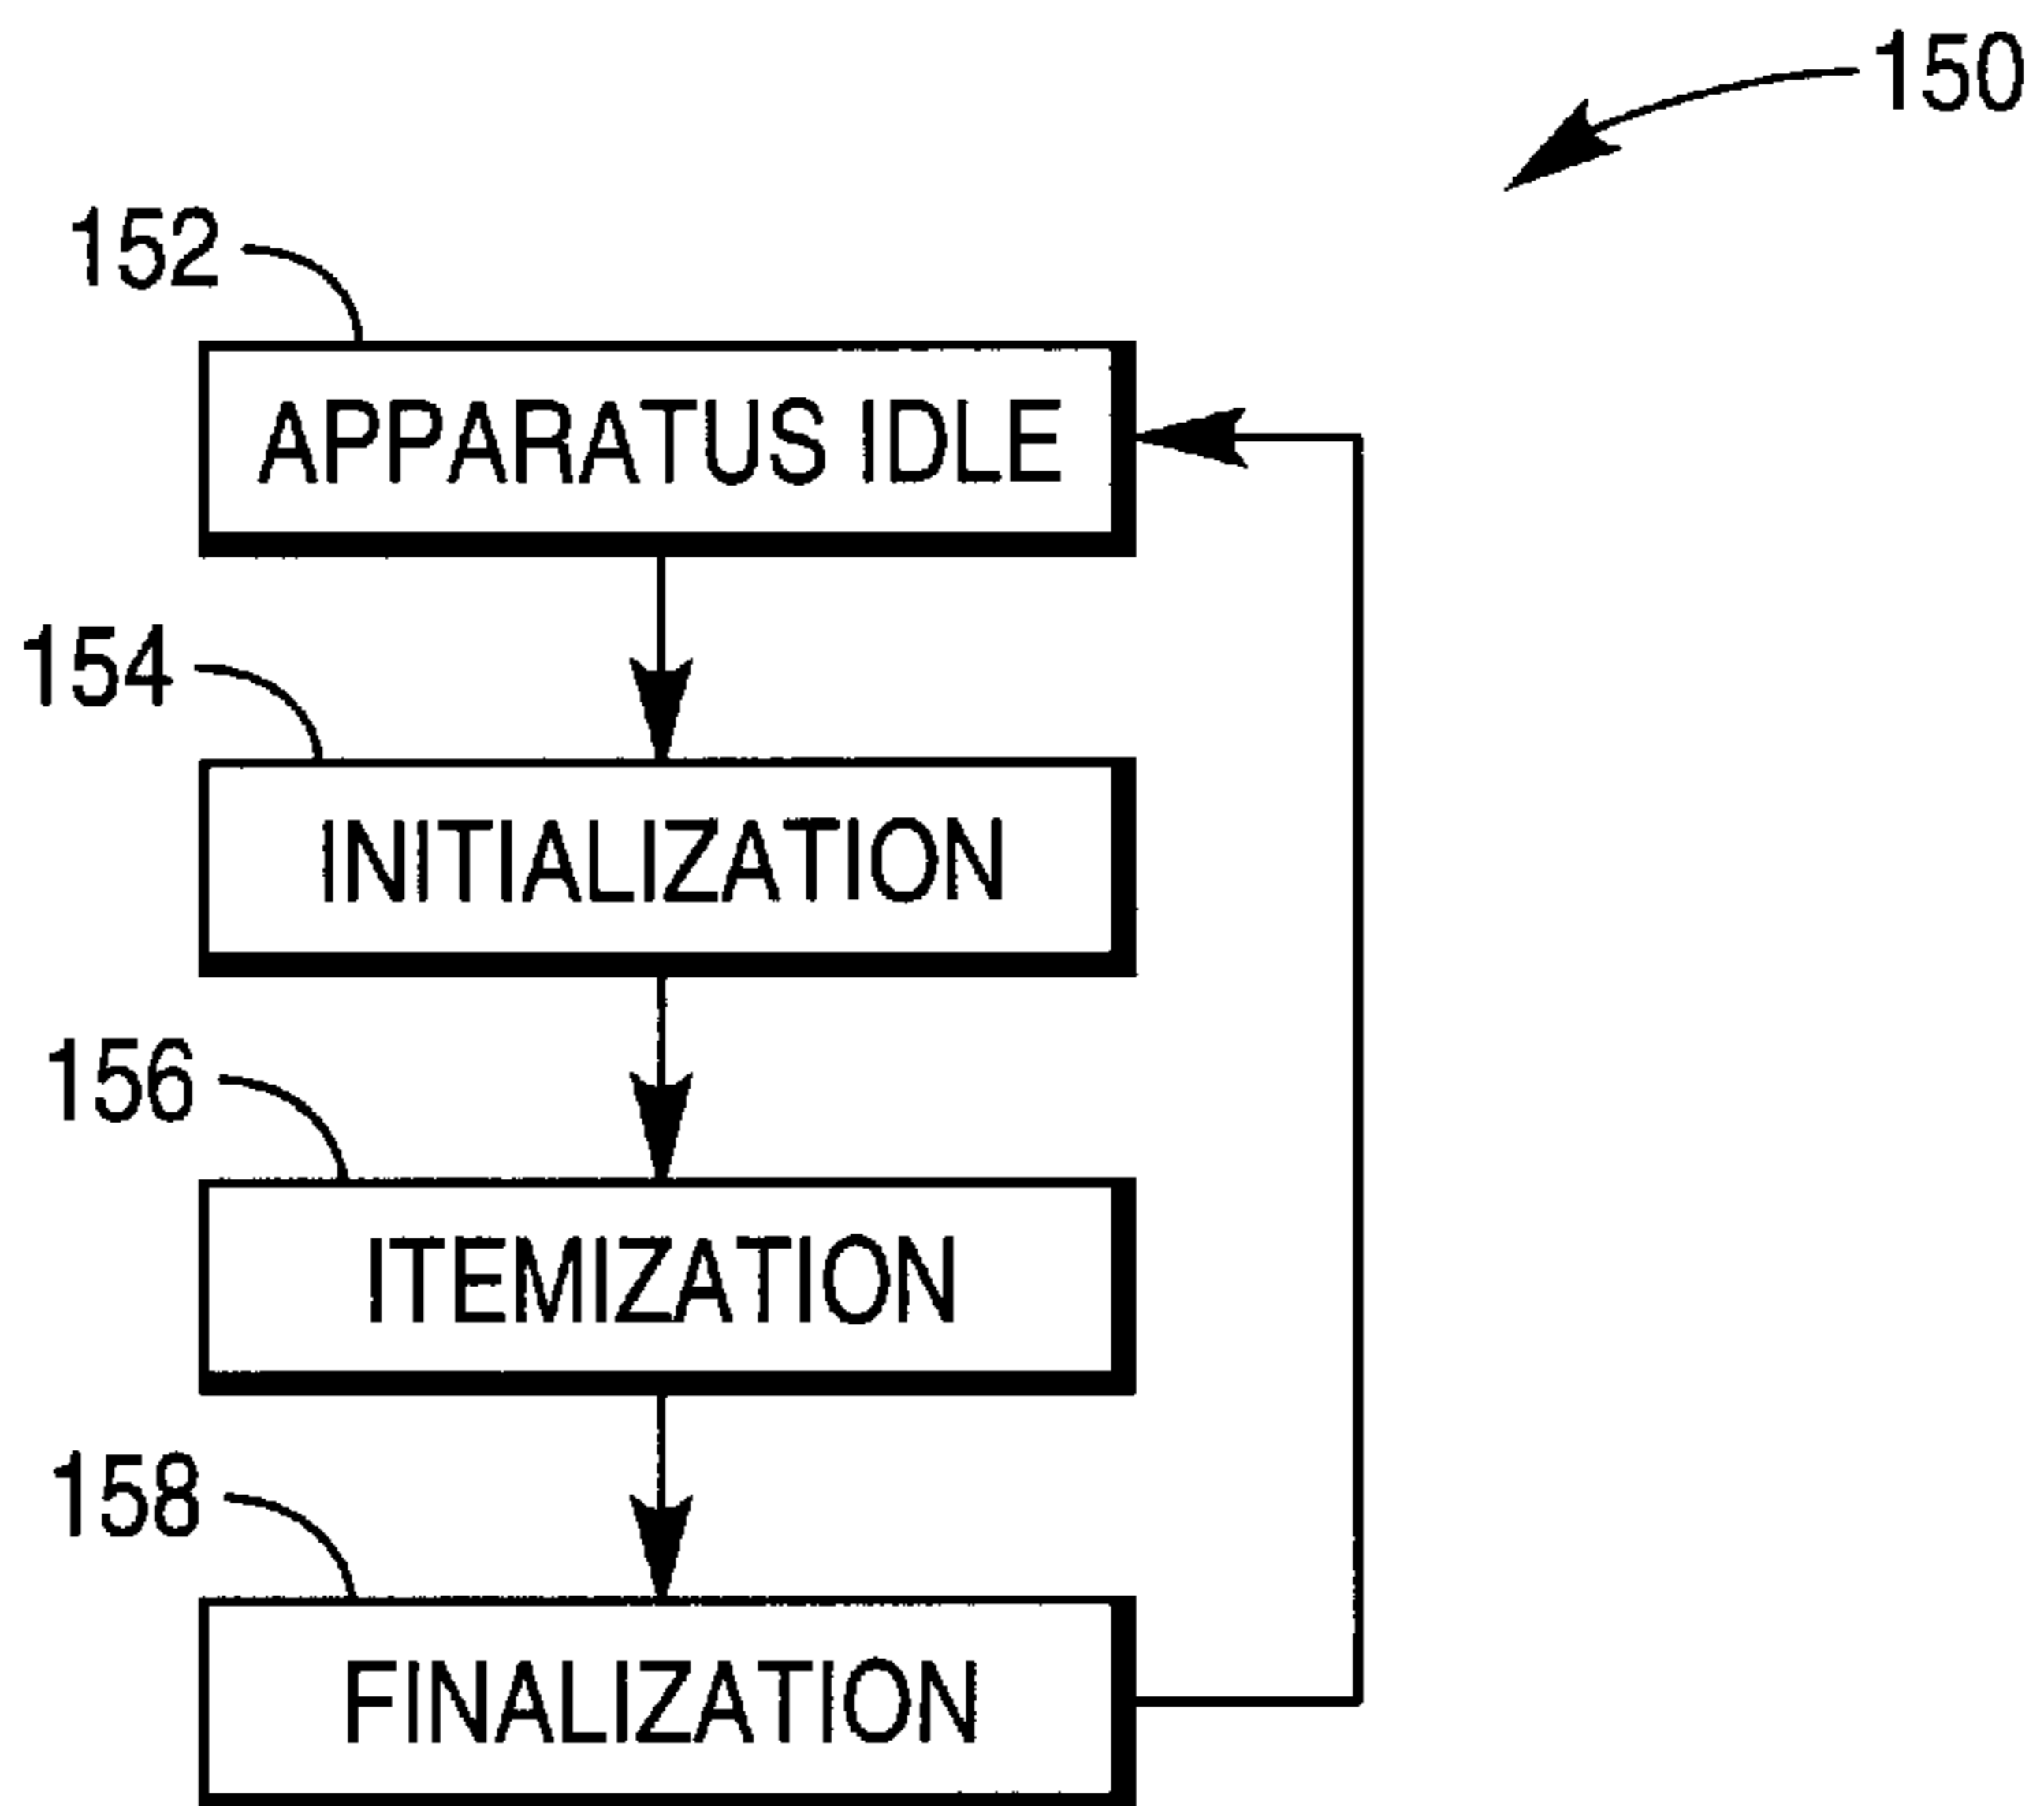 150
152
APPARATUS IDLE
154
INITIALIZATION
156
ITEMIZATION
158
FINALIZATION